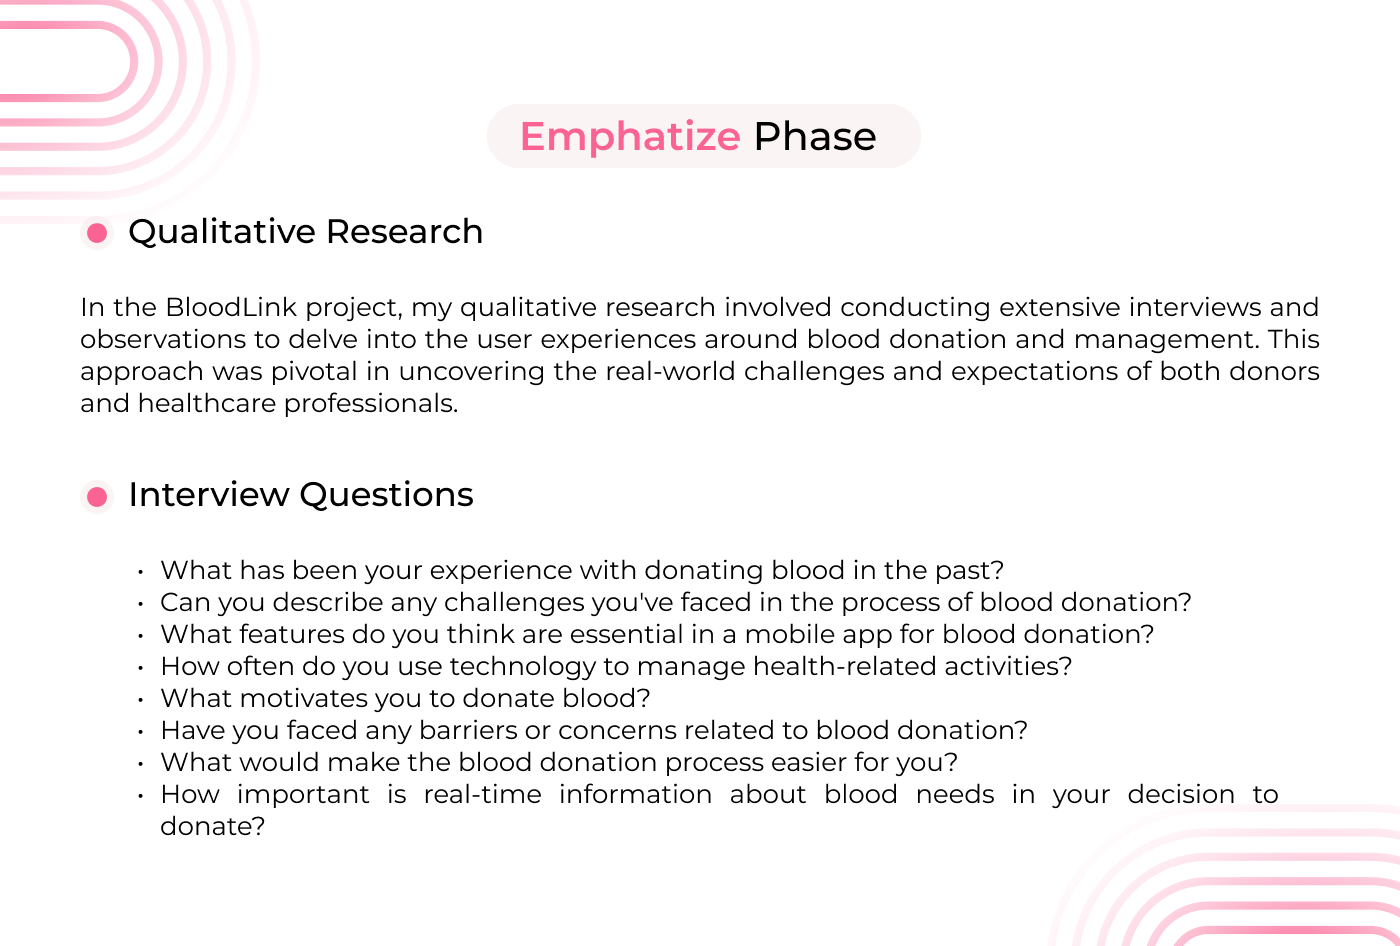 Emphatize Phase
Qualitative Research
In the BloodLink project, my qualitative research involved conducting extensive interviews and
observations to delve into the user experiences around blood donation and management. This
approach was pivotal in uncovering the real-world challenges and expectations of both donors
and healthcare professionals.
Interview Questions
• What has been your experience with donating blood in the past?
• Can you describe any challenges you've faced in the process of blood donation?
• What features do you think are essential in a mobile app for blood donation?
• How often do you use technology to manage health-related activities?
• What motivates you to donate blood?
• Have you faced any barriers or concerns related to blood donation?
• What would make the blood donation process easier for you?
• How important is real-time information about blood needs in your decision to
donate?